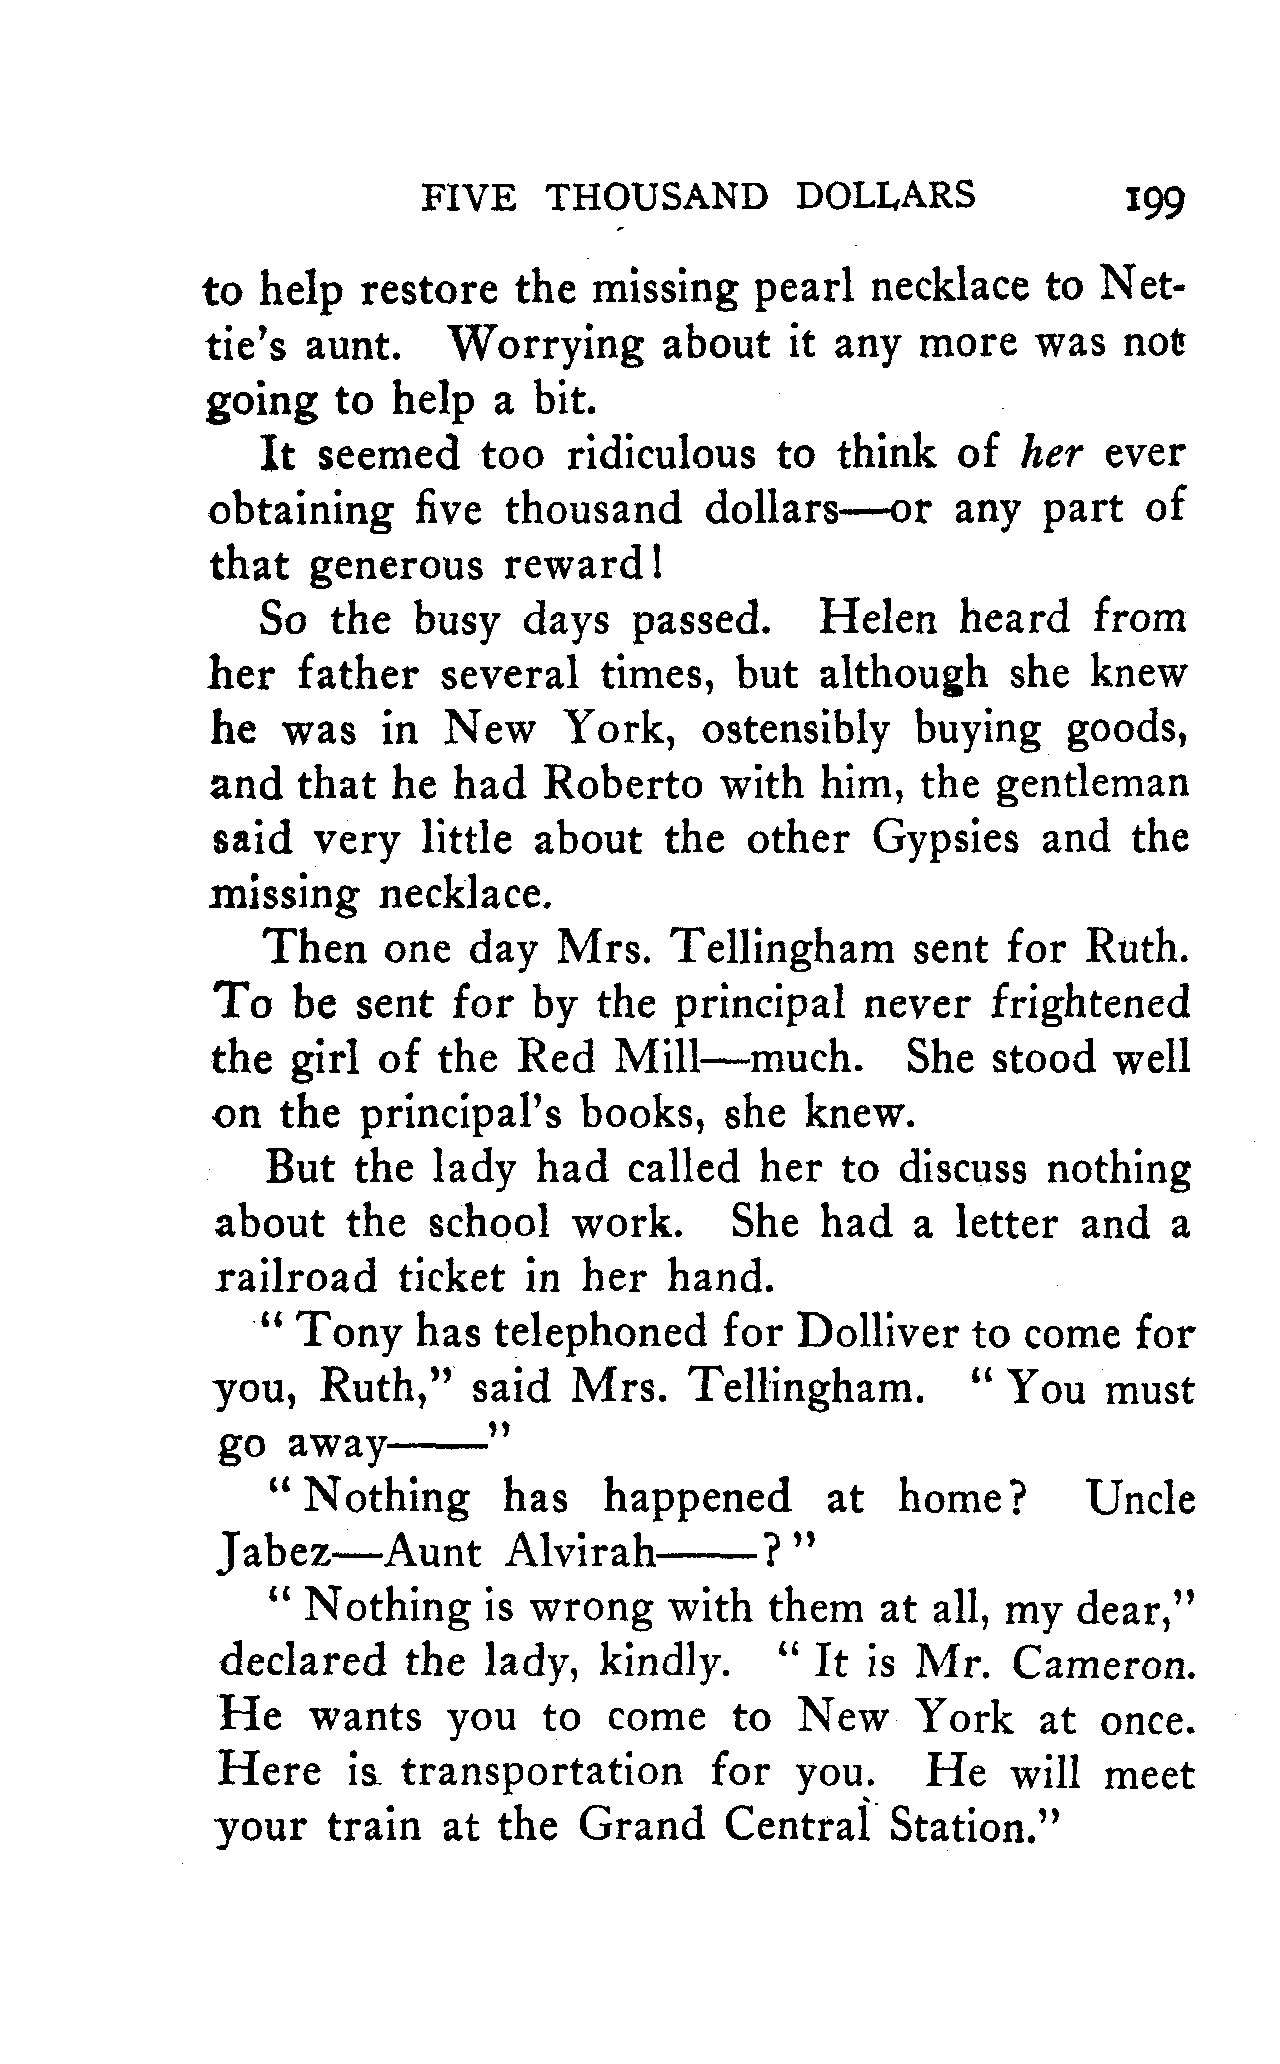 FIVE THOUSAND DOLLARS 199
to help restore the missing pearl necklace to Net-
tie's aunt. Worrying about it any more was not
going to help a bit.
It seemed too ridiculous to think of her ever
obtaining five thousand dollars—or any part of
that generous reward!
So the busy days passed. Helen heard from
her father several times, but although she knew
he was in New York, ostensibly buying goods,
and that he had Roberto with him, the gentleman
said very little about the other Gypsies and the
missing necklace.
Then one day Mrs. Tellingham sent for Ruth.
To be sent for by the principal never frightened
the girl of the Red Mill—much. She stood well
on the principal's books, she knew.
But the lady had called her to discuss nothing
about the school work. She had a letter and a
railroad ticket in her hand.
" Tony has telephoned for Dolliver to come for
you, Ruth," said Mrs. Tellingham. " You must
go away——"
" Nothing has happened at home? Uncle
Jabez—Aunt Alvirah——? "
" Nothing is wrong with them at all, my dear,"
declared the lady, kindly. " It is Mr. Cameron.
He wants you to come to New York at once.
Here is transportation for you. He will meet
your train at the Grand Central Station."